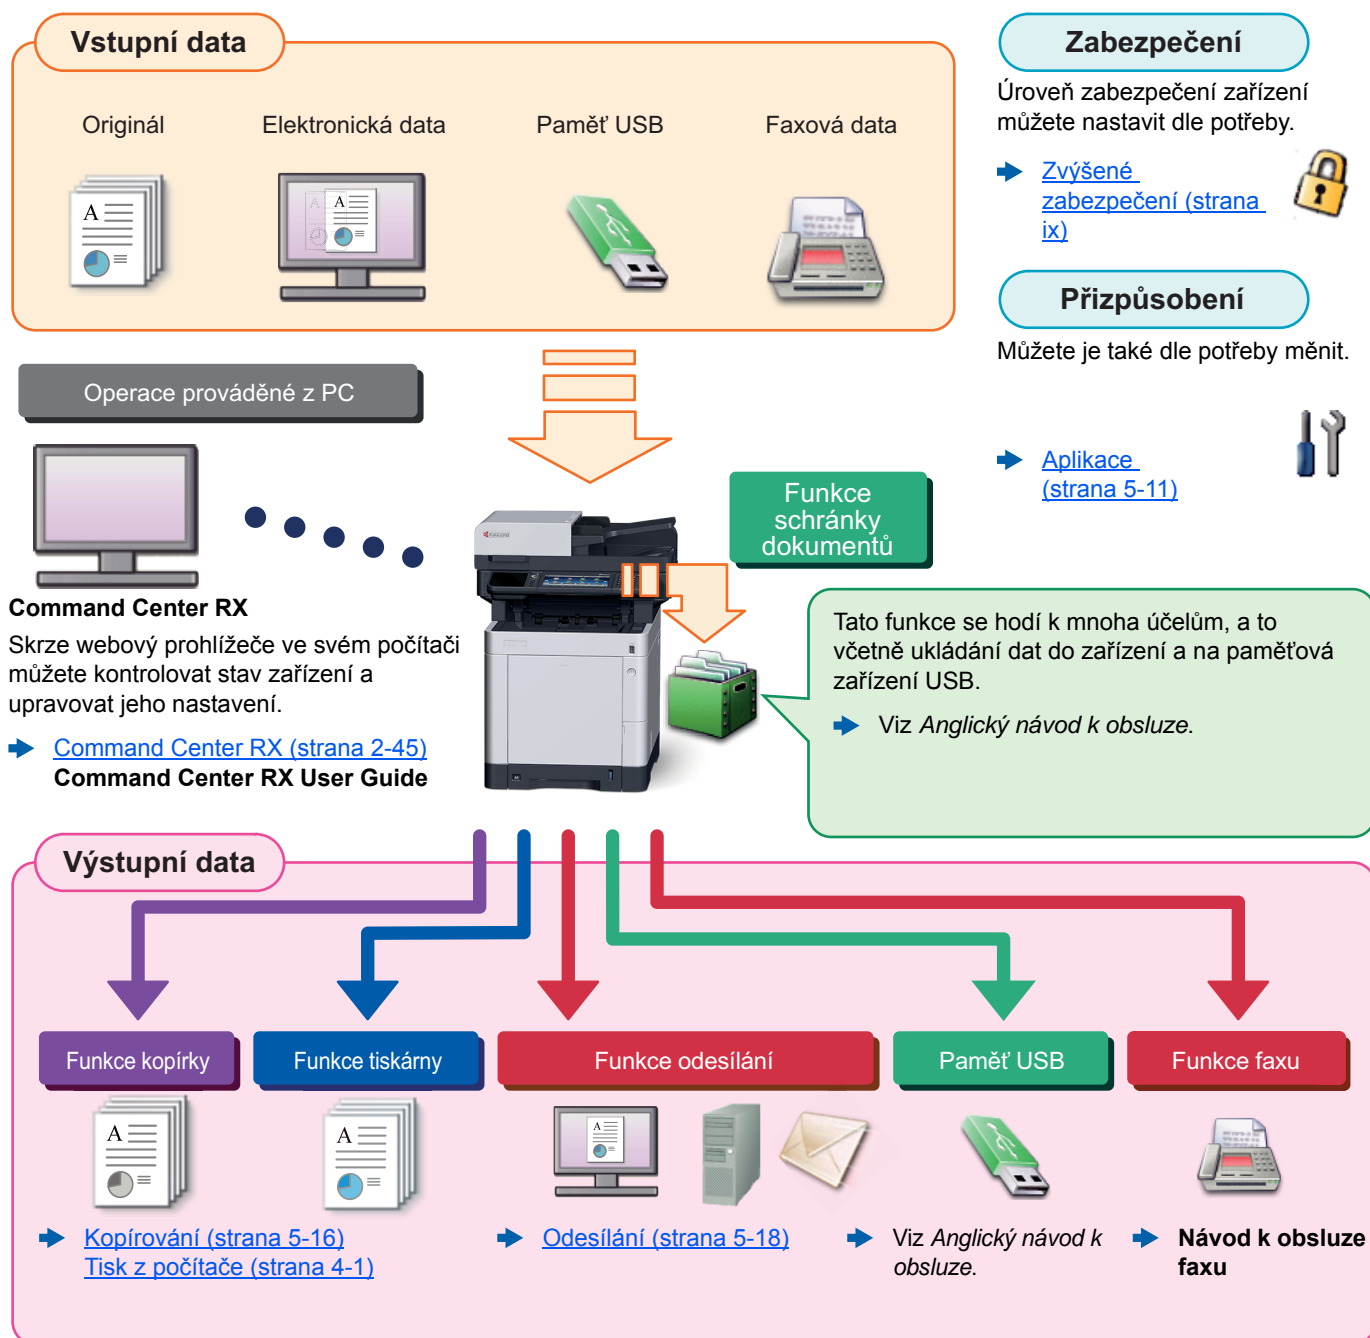 Vstupní data
Originál
Elektronická data
Paměť USB
Faxová data
Zabezpečení
Úroveň zabezpečení zařízení
můžete nastavit dle potřeby.
Zvýšené
zabezpečení (strana
ix)
Přizpůsobení
Můžete je také dle potřeby měnit.
Aplikace
(strana 5-11)
Operace prováděné z PC
Command Center RX
Skrze webový prohlížeče ve svém počítači
můžete kontrolovat stav zařízení a
upravovat jeho nastavení.
Command Center RX (strana 2-45)
Command Center RX User Guide
Funkce
schránky
dokumentů
Tato funkce se hodí k mnoha účelům, a to
včetně ukládání dat do zařízení a na paměťová
zařízení USB.
Viz Anglický návod k obsluze.
Výstupní data
Funkce kopírky
Funkce tiskárny
Funkce odesílání
Paměť USB
Funkce faxu
Kopírování (strana 5-16)
Tisk z počítače (strana 4-1)
Odesílání (strana 5-18)
Viz Anglický návod k
obsluze.
Návod k obsluze
faxu